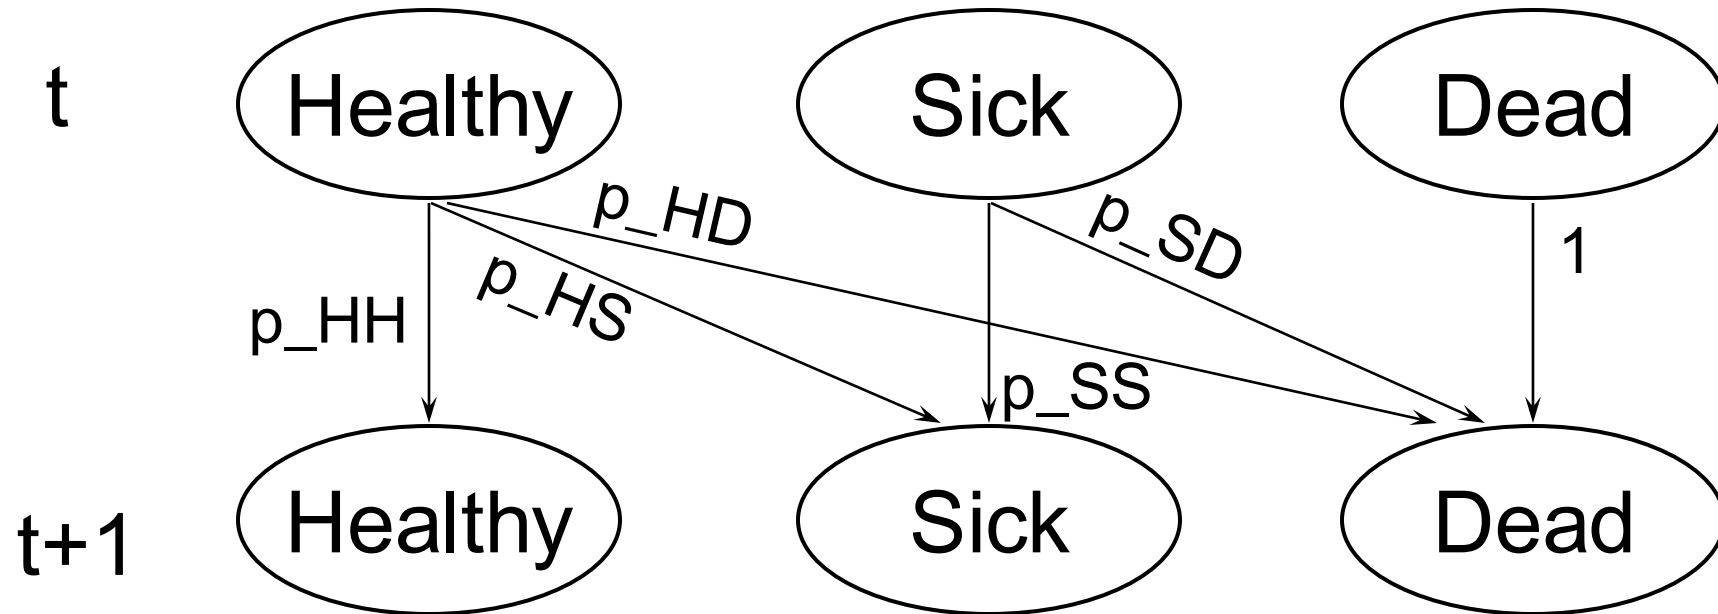 t Healthy Sick Dead
p_HD
p_SD
1
p_HS
p_HH
p_SS
t+1 Healthy Sick Dead